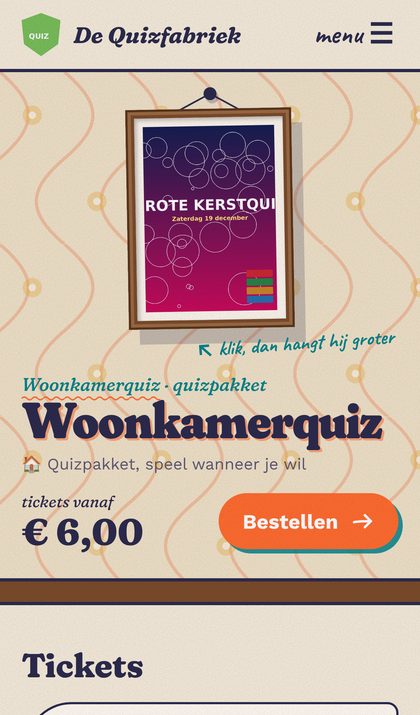 QUIZ
De Quizfabriek
menu
ROTE KERSTQUI
Zaterdag 19 december
klik, dan hangt hij groter
Woonkamerquiz · quizpakket
Woonkamerquiz
Quizpakket, speel wanneer je wil
tickets vanaf
€ 6,00
Bestellen →
Tickets